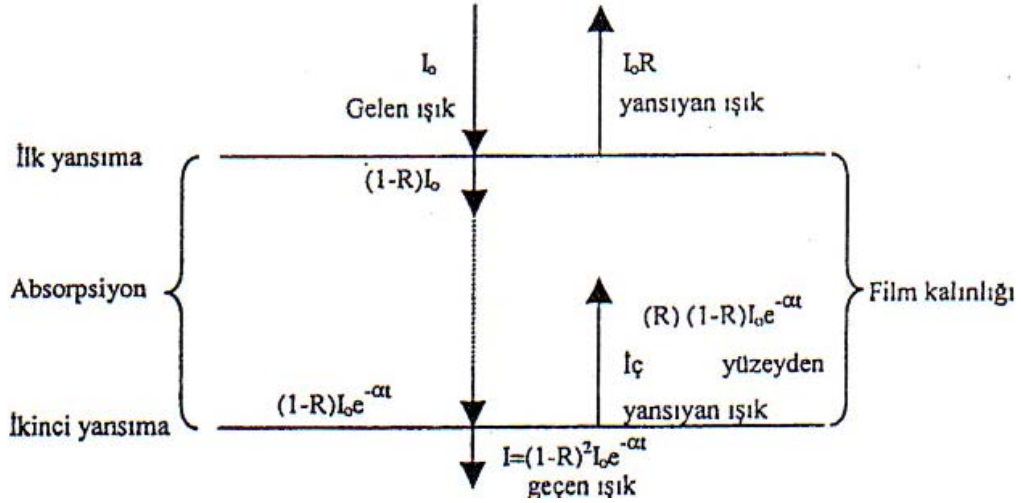 I₀
I₀R
Gelen ışık
yansıyan ışık
İlk yansıma
(1-R)I₀
Absorpsiyon
Film kalınlığı
(R) (1-R)I₀e^-αt
İç yüzeyden
yansıyan ışık
(1-R)I₀e^-αt
İkinci yansıma
I=(1-R)²I₀e^-αt
geçen ışık